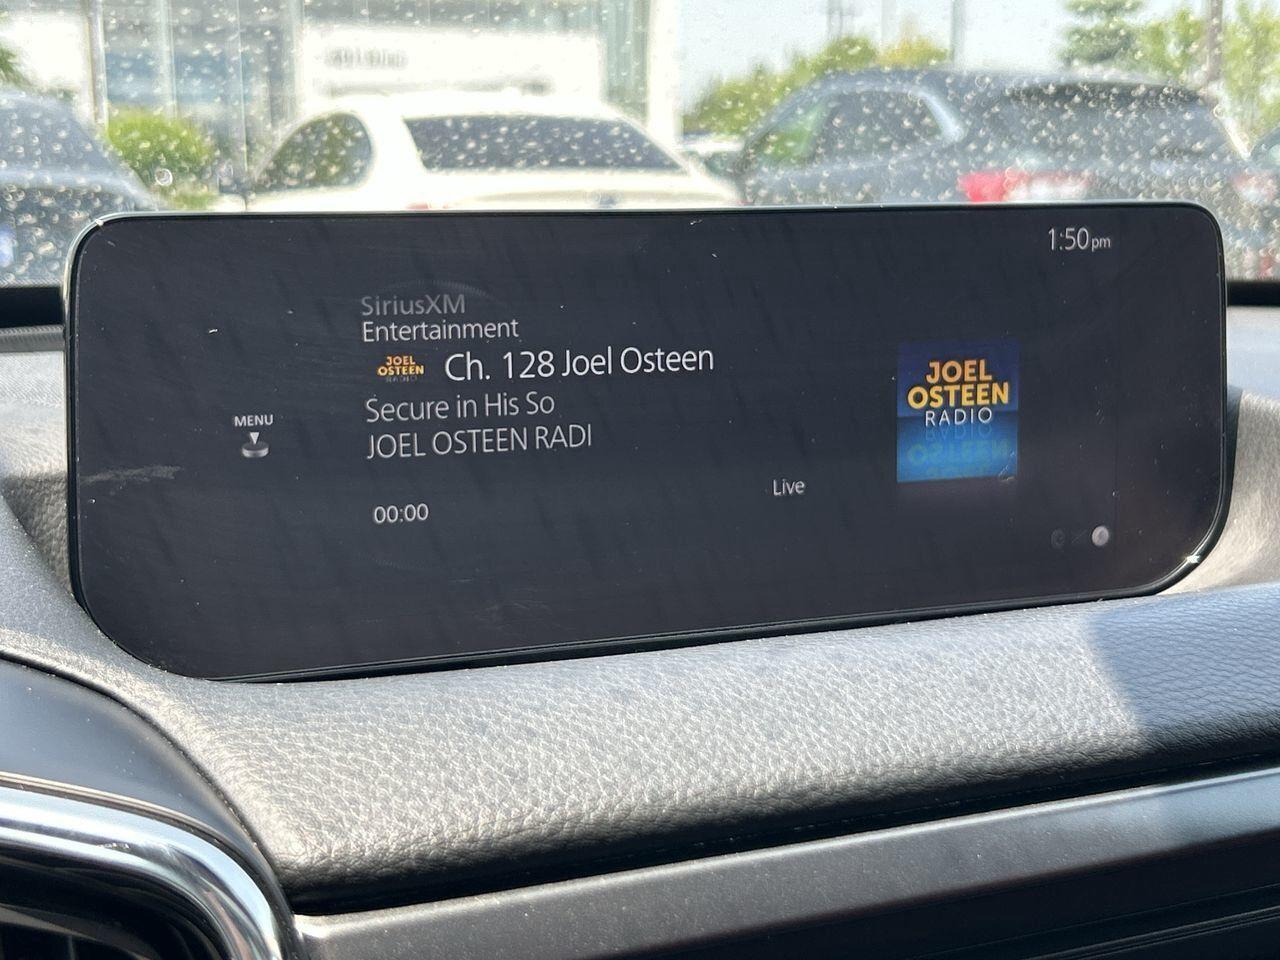 1:50pm
SiriusXM
Entertainment
JOEL
OSTEEN
RADIO
Ch. 128 Joel Osteen
Secure in His So
JOEL OSTEEN RADI
MENU
00:00
Live
JOEL
OSTEEN
RADIO